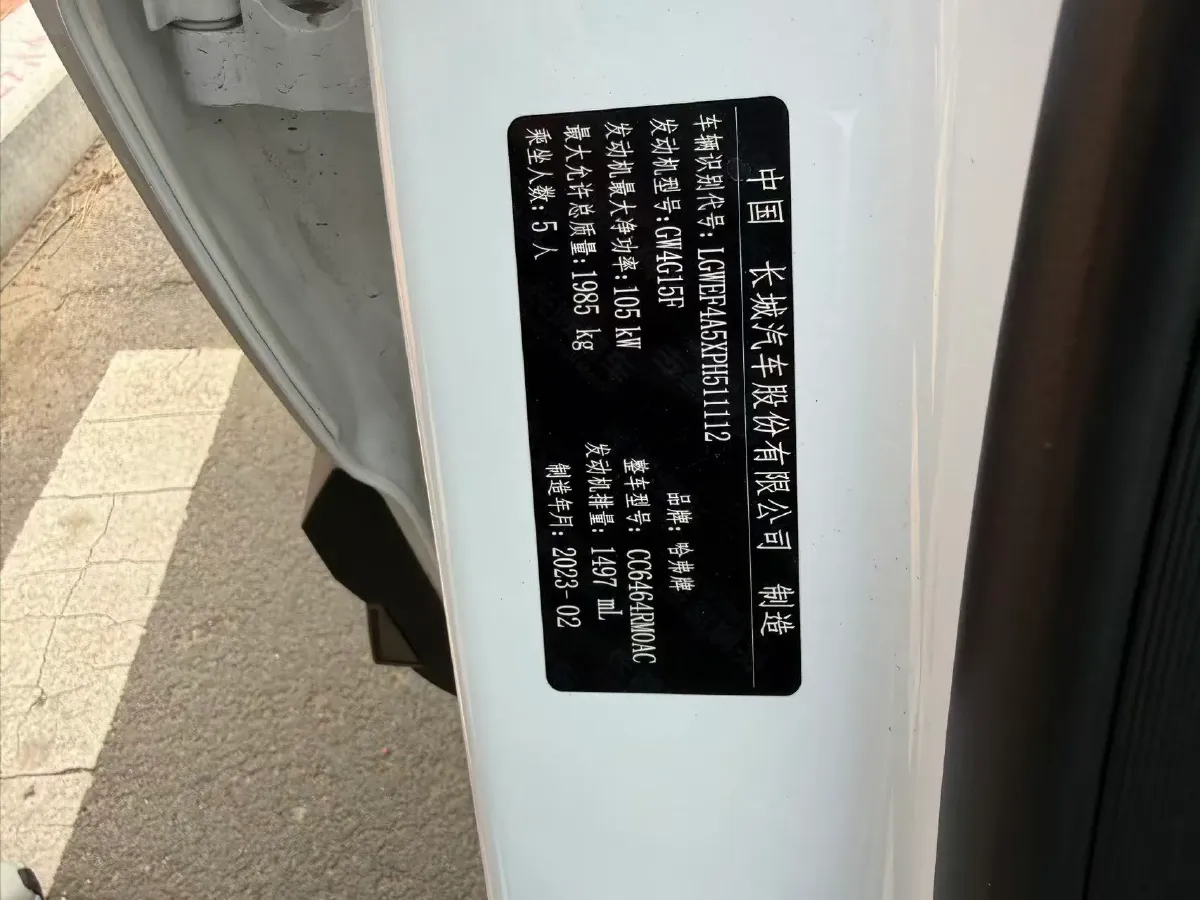 中国 长城汽车股份有限公司 制造
车辆识别代号: LGWEF4A5XPH511112
品牌: 哈弗牌
发动机型号: GW4G15F
整车型号: CC6464RM0AC
发动机最大净功率: 105 kW
发动机排量: 1497 mL
最大允许总质量: 1985 kg
制造年月: 2023-02
乘坐人数: 5 人